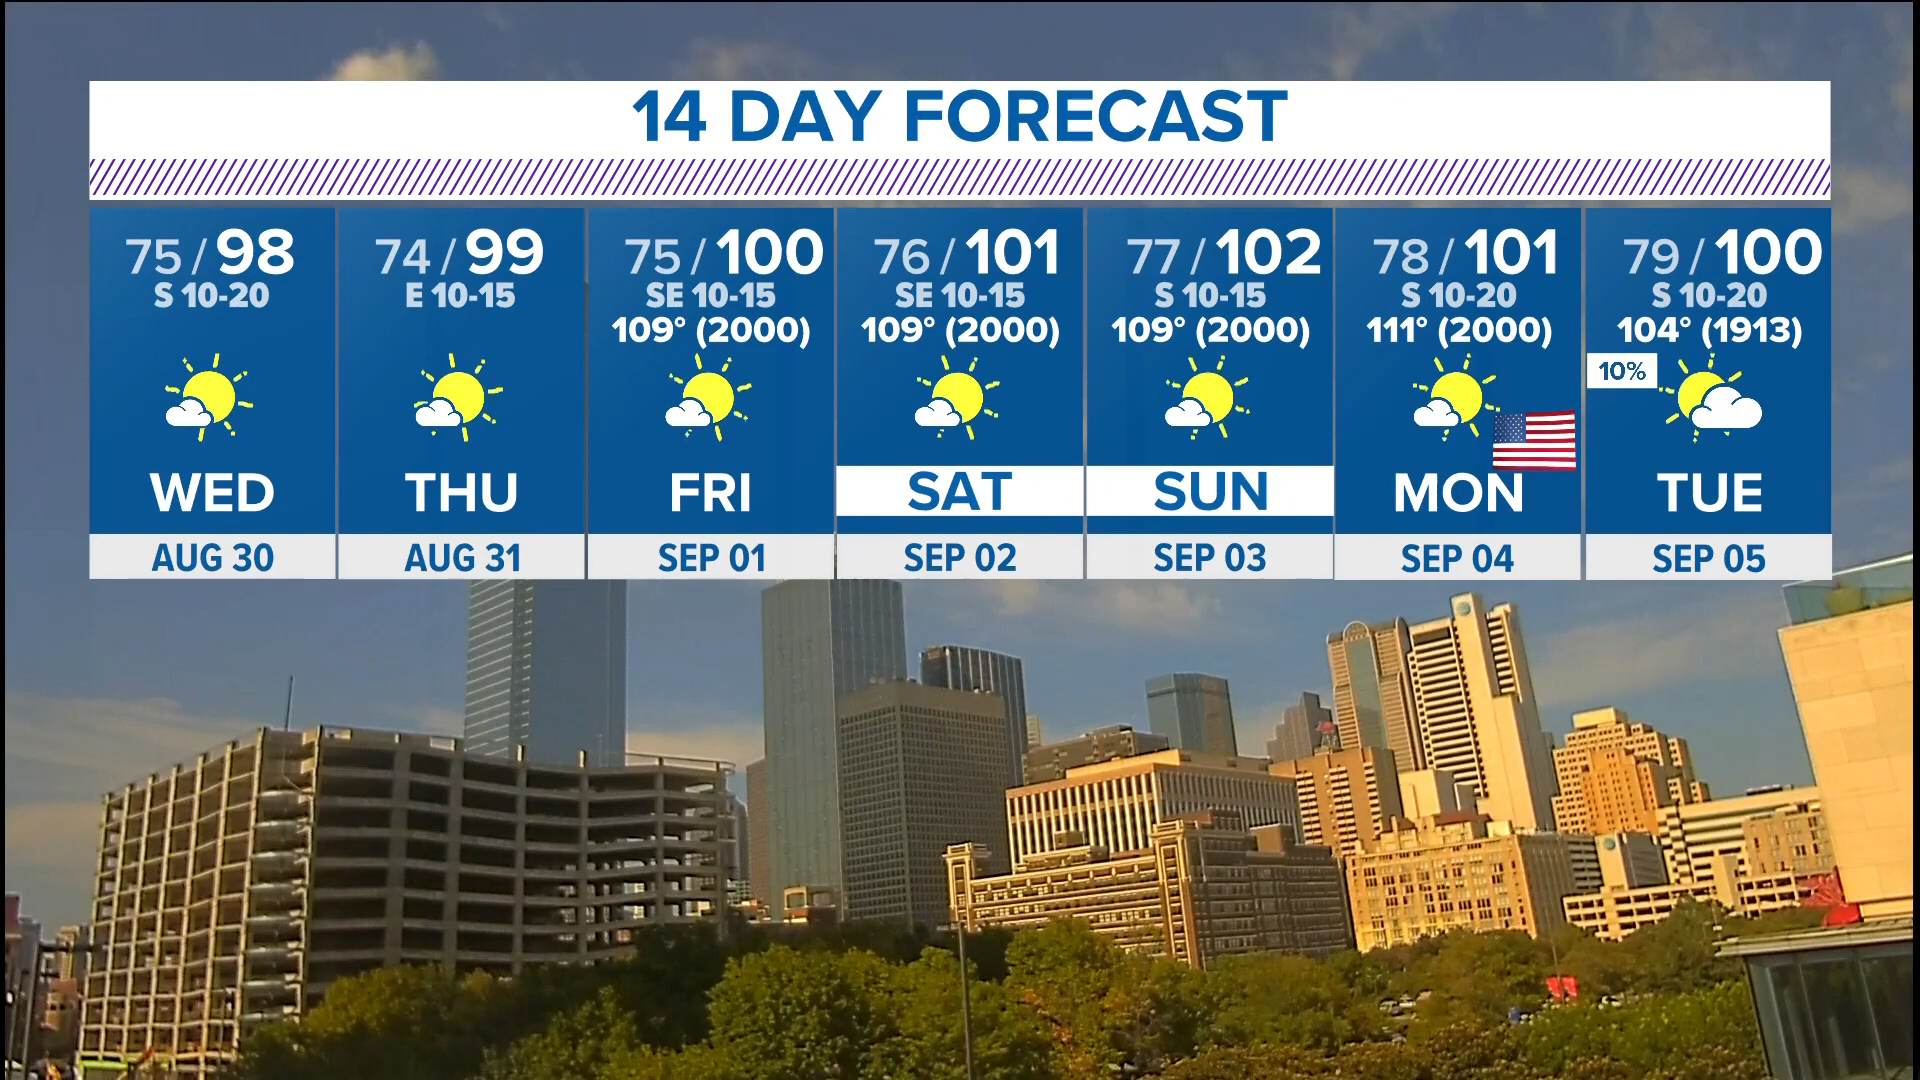 14 DAY FORECAST
75 / 98
S 10-20
WED
AUG 30
74 / 99
E 10-15
THU
AUG 31
75 / 100
SE 10-15
109° (2000)
FRI
SEP 01
76 / 101
SE 10-15
109° (2000)
SAT
SEP 02
77 / 102
S 10-15
109° (2000)
SUN
SEP 03
78 / 101
S 10-20
111° (2000)
MON
SEP 04
79 / 100
S 10-20
104° (1913)
10%
TUE
SEP 05